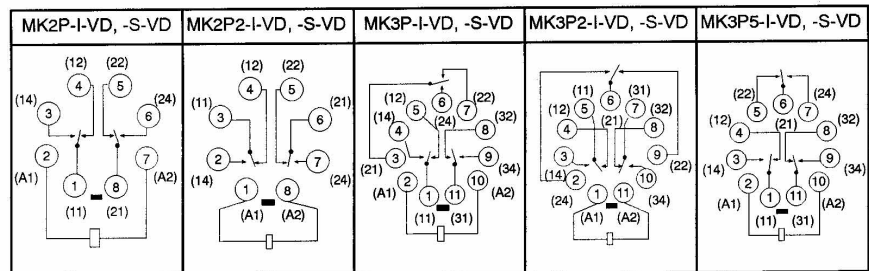 MK2P-I-VD, -S-VD
MK2P2-I-VD, -S-VD
MK3P-I-VD, -S-VD
MK3P2-I-VD, -S-VD
MK3P5-I-VD, -S-VD
(12) (22)
4 5
(14) (24)
3 6
2 7
(A1) (A2)
1 8
(11) (21)
(12) (22)
4 5
(11) (21)
3 6
2 7
(14) (24)
1 8
(A1) (A2)
6
(12) 5 7 (22)
(14) (24) (32)
4 8
3 9
(21) (34)
2 10
(A1) 1 11 (A2)
(11) (31)
(11) 6 (31)
(12) 5 7 (32)
4 (21) 8
3 9
(14) 2 10 (22)
(24) 1 11 (34)
(A1) (A2)
(22) 5 6 7 (24)
(12) (21) (32)
4 8
3 9
(14) (34)
2 10
(A1) 1 11 (A2)
(11) (31)